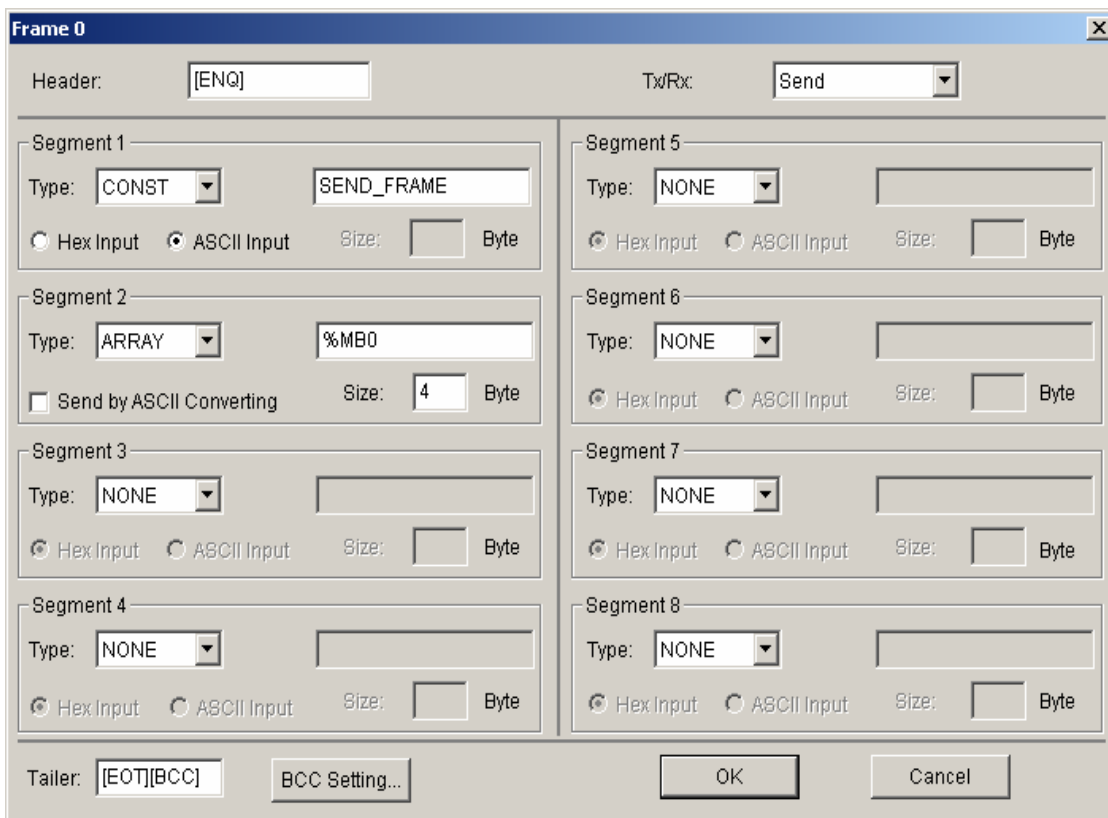 Frame 0
Header: [ENQ] Tx/Rx: Send
Segment 1
Type: CONST SEND_FRAME
Hex Input ASCII Input Size: Byte
Segment 2
Type: ARRAY %MB0
Send by ASCII Converting Size: 4 Byte
Segment 3
Type: NONE
Hex Input ASCII Input Size: Byte
Segment 4
Type: NONE
Hex Input ASCII Input Size: Byte
Segment 5
Type: NONE
Hex Input ASCII Input Size: Byte
Segment 6
Type: NONE
Hex Input ASCII Input Size: Byte
Segment 7
Type: NONE
Hex Input ASCII Input Size: Byte
Segment 8
Type: NONE
Hex Input ASCII Input Size: Byte
Tailer: [EOT][BCC] BCC Setting... OK Cancel